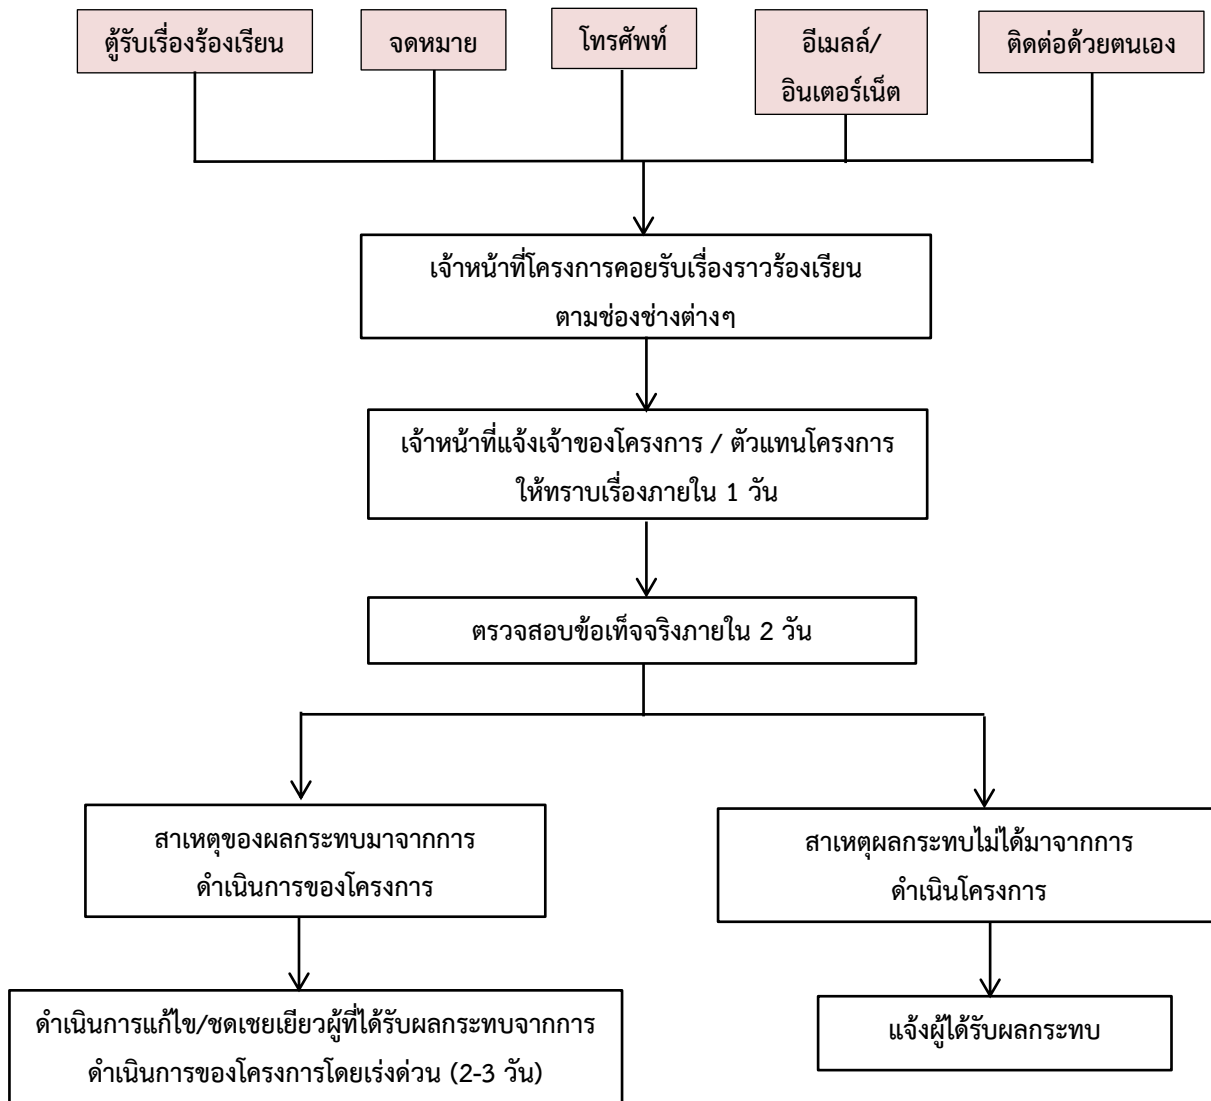 ตู้รับเรื่องร้องเรียน
จดหมาย
โทรศัพท์
อีเมลล์/
อินเตอร์เน็ต
ติดต่อด้วยตนเอง
เจ้าหน้าที่โครงการคอยรับเรื่องราวร้องเรียน
ตามช่องช่างต่างๆ
เจ้าหน้าที่แจ้งเจ้าของโครงการ / ตัวแทนโครงการ
ให้ทราบเรื่องภายใน 1 วัน
ตรวจสอบข้อเท็จจริงภายใน 2 วัน
สาเหตุของผลกระทบมาจากการ
ดำเนินการของโครงการ
สาเหตุผลกระทบไม่ได้มาจากการ
ดำเนินโครงการ
ดำเนินการแก้ไข/ชดเชยเยียวผู้ที่ได้รับผลกระทบจากการ
ดำเนินการของโครงการโดยเร่งด่วน (2-3 วัน)
แจ้งผู้ได้รับผลกระทบ